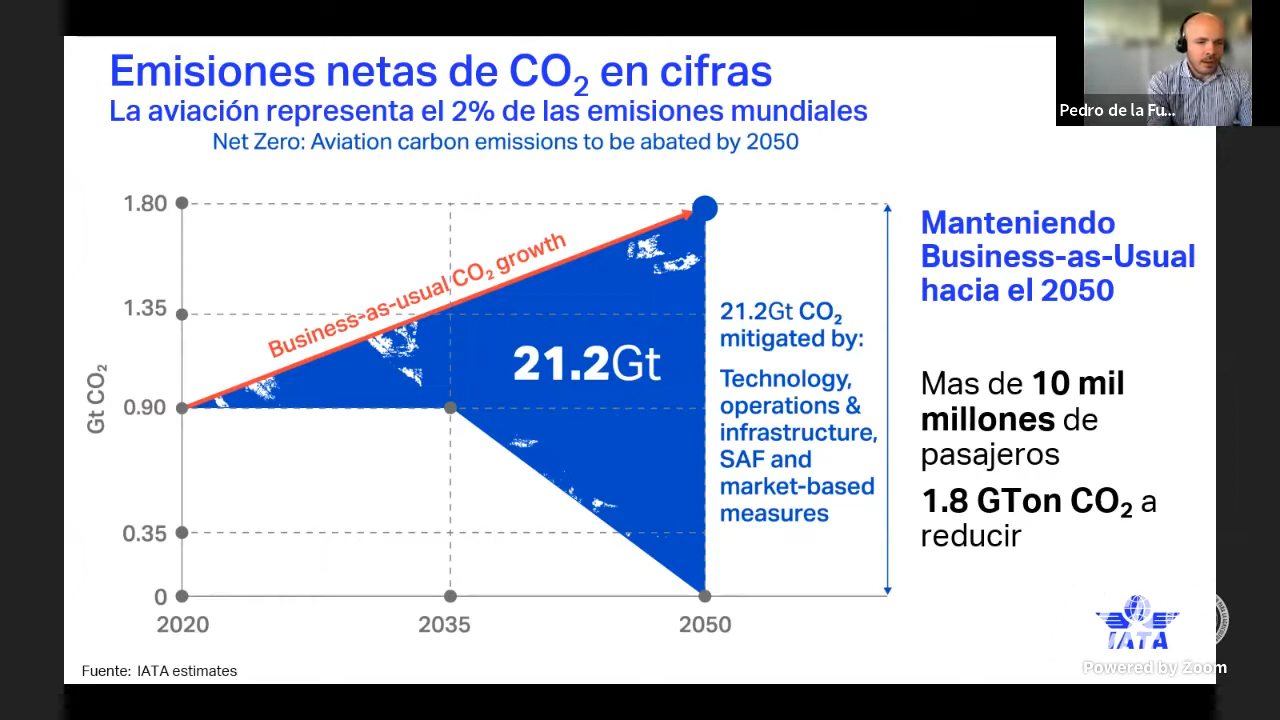 Emisiones netas de CO₂ en cifras
La aviación representa el 2% de las emisiones mundiales
Net Zero: Aviation carbon emissions to be abated by 2050
Pedro de la Fu...
1.80
1.35
0.90
0.35
0
Gt CO₂
2020
2035
2050
Business-as-usual CO₂ growth
21.2Gt
21.2Gt CO₂
mitigated by:
Technology,
operations &
infrastructure,
SAF and
market-based
measures
Manteniendo
Business-as-Usual
hacia el 2050
Mas de 10 mil
millones de
pasajeros
1.8 GTon CO₂ a
reducir
IATA
Powered by Zoom
Fuente: IATA estimates